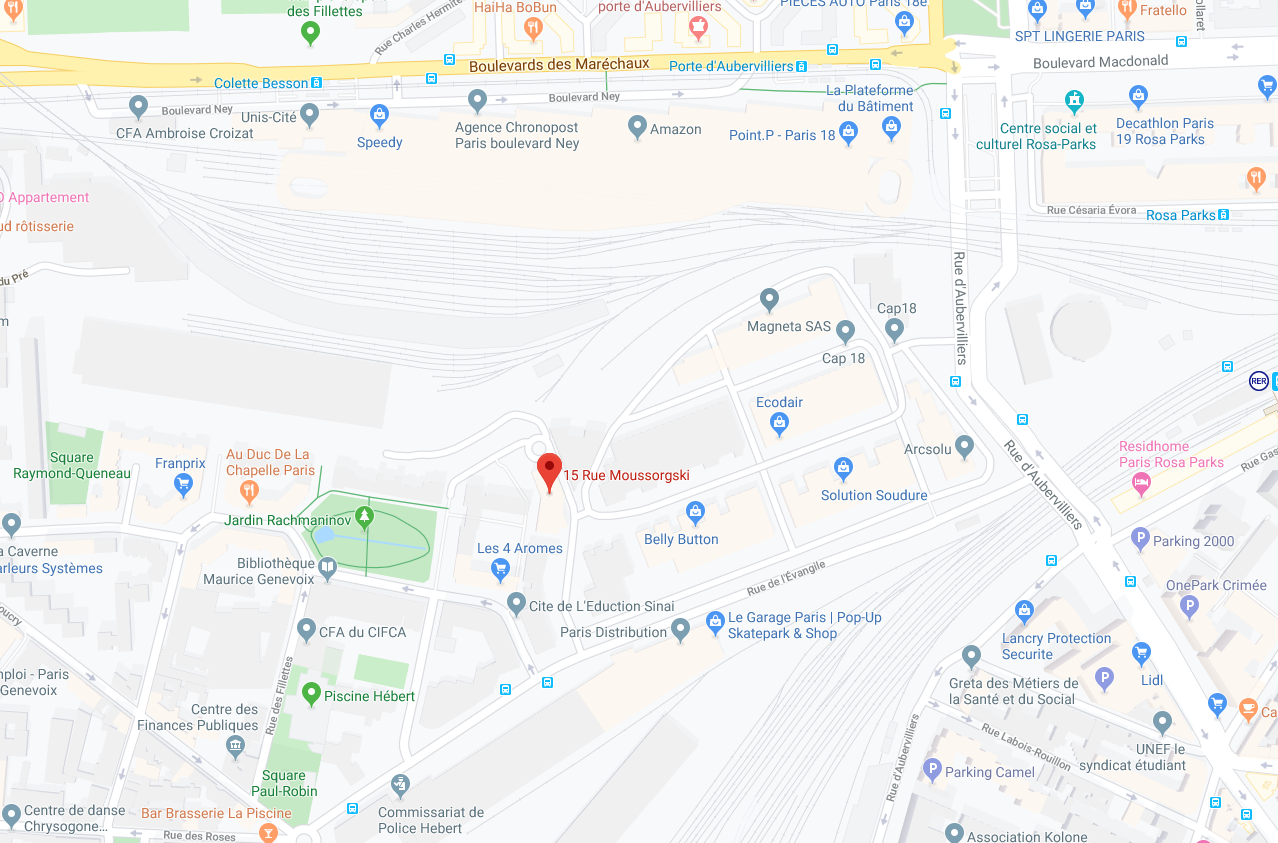 des Fillettes
Rue Charles Hermite
HaïHa BoBun
porte d'Aubervilliers
PIÈCES AUTO Paris 18e
SPT LINGERIE PARIS
Fratello
Boulevards des Maréchaux
Colette Besson
Porte d'Aubervilliers
Boulevard Macdonald
Boulevard Ney
Boulevard Ney
CFA Ambroise Croizat
Unis-Cité
Speedy
Agence Chronopost
Paris boulevard Ney
Amazon
La Plateforme
du Bâtiment
Point.P - Paris 18
Centre social et
culturel Rosa-Parks
Decathlon Paris
19 Rosa Parks
Appartement
ud rôtisserie
Rue Césaria Évora
Rosa Parks
du Pré
Rue d'Aubervilliers
Magneta SAS
Cap18
Cap 18
RER
Ecodair
Arcsolu
Residhome
Paris Rosa Parks
Rue Gas
Square
Raymond-Queneau
Franprix
Au Duc De La
Chapelle Paris
15 Rue Moussorgski
Solution Soudure
Rue d'Aubervilliers
Jardin Rachmaninov
Belly Button
Les 4 Aromes
a Caverne
arleurs Systèmes
Bibliothèque
Maurice Genevoix
Rue de l'Évangile
Parking 2000
OnePark Crimée
Cite de L'Eduction Sinai
Le Garage Paris | Pop-Up
Skatepark & Shop
Paris Distribution
CFA du CIFCA
Lancry Protection
Securite
Lidl
oucry
mploi - Paris
Genevoix
Rue des Fillettes
Piscine Hébert
Greta des Métiers de
la Santé et du Social
Centre des
Finances Publiques
Rue d'Aubervilliers
Rue Labois-Rouillon
UNEF le
syndicat étudiant
Parking Camel
Square
Paul-Robin
Bar Brasserie La Piscine
Commissariat de
Police Hebert
Centre de danse
Chrysogone…
Rue des Roses
Association Kolone